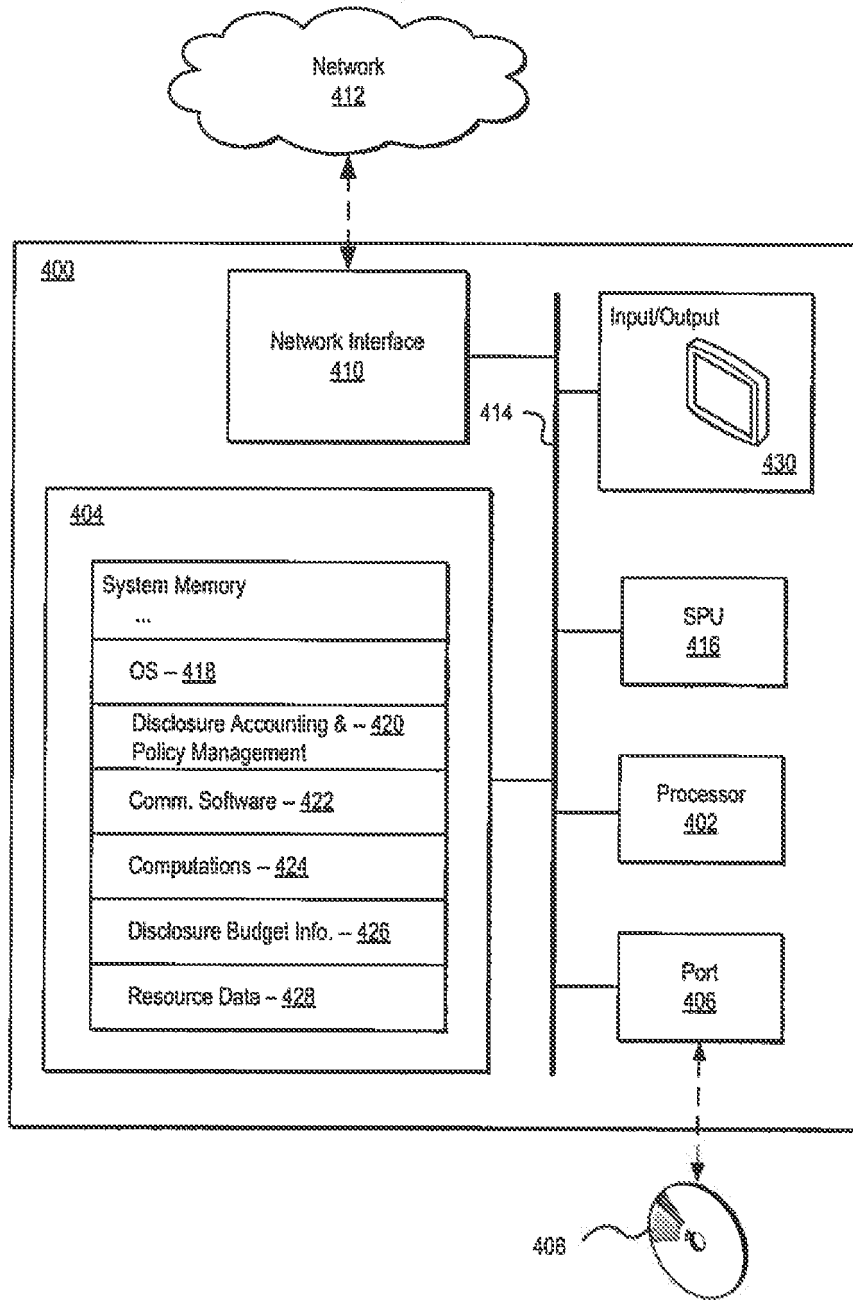 Network
412
400
Network Interface
410
414
Input/Output
430
404
System Memory
...
OS -- 418
Disclosure Accounting & -- 420
Policy Management
Comm. Software -- 422
Computations -- 424
Disclosure Budget Info. -- 426
Resource Data -- 428
SPU
416
Processor
402
Port
406
408